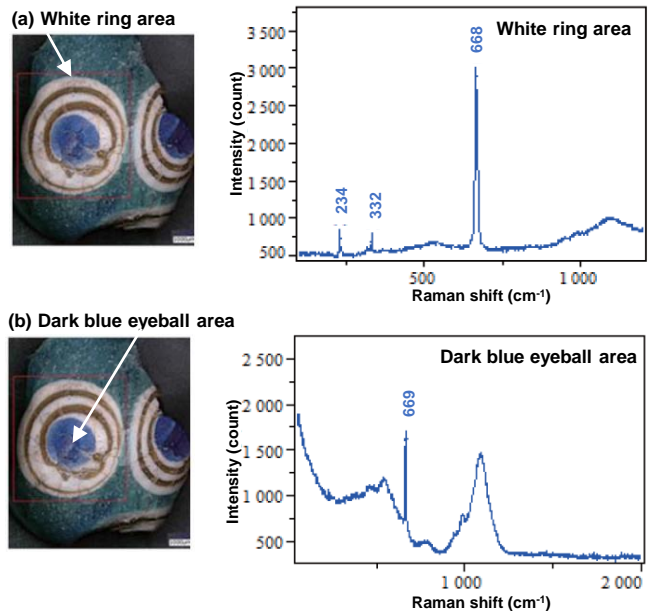 (a) White ring area
White ring area
Intensity (count)
3 500
3 000
2 500
2 000
1 500
1 000
500
234
332
668
500
1 000
Raman shift (cm-1)
(b) Dark blue eyeball area
Dark blue eyeball area
Intensity (count)
2 500
2 000
1 500
1 000
500
669
1 000
2 000
Raman shift (cm-1)